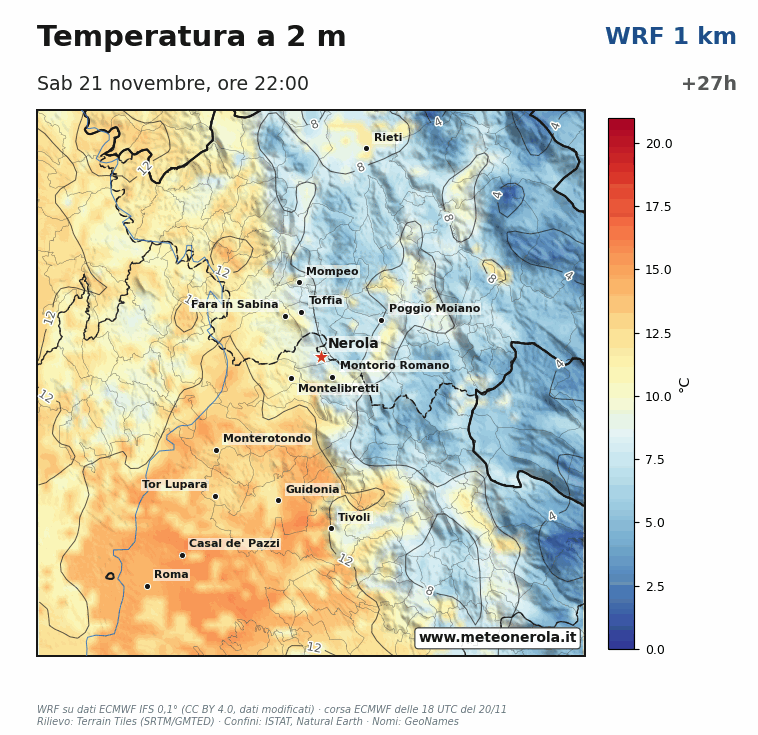 Temperatura a 2 m
WRF 1 km
Sab 21 novembre, ore 22:00
+27h
8
4
4
Rieti
12
8
4
8
12
4
8
Mompeo
12
Fara in Sabina
Toffia
Poggio Moiano
12
Nerola
Montorio Romano
4
Montelibretti
12
Monterotondo
Tor Lupara
Guidonia
4
Tivoli
Casal de' Pazzi
12
Roma
8
www.meteonerola.it
12
20.0
17.5
15.0
12.5
10.0
°C
7.5
5.0
2.5
0.0
WRF su dati ECMWF IFS 0,1° (CC BY 4.0, dati modificati) · corsa ECMWF delle 18 UTC del 20/11
Rilievo: Terrain Tiles (SRTM/GMTED) · Confini: ISTAT, Natural Earth · Nomi: GeoNames